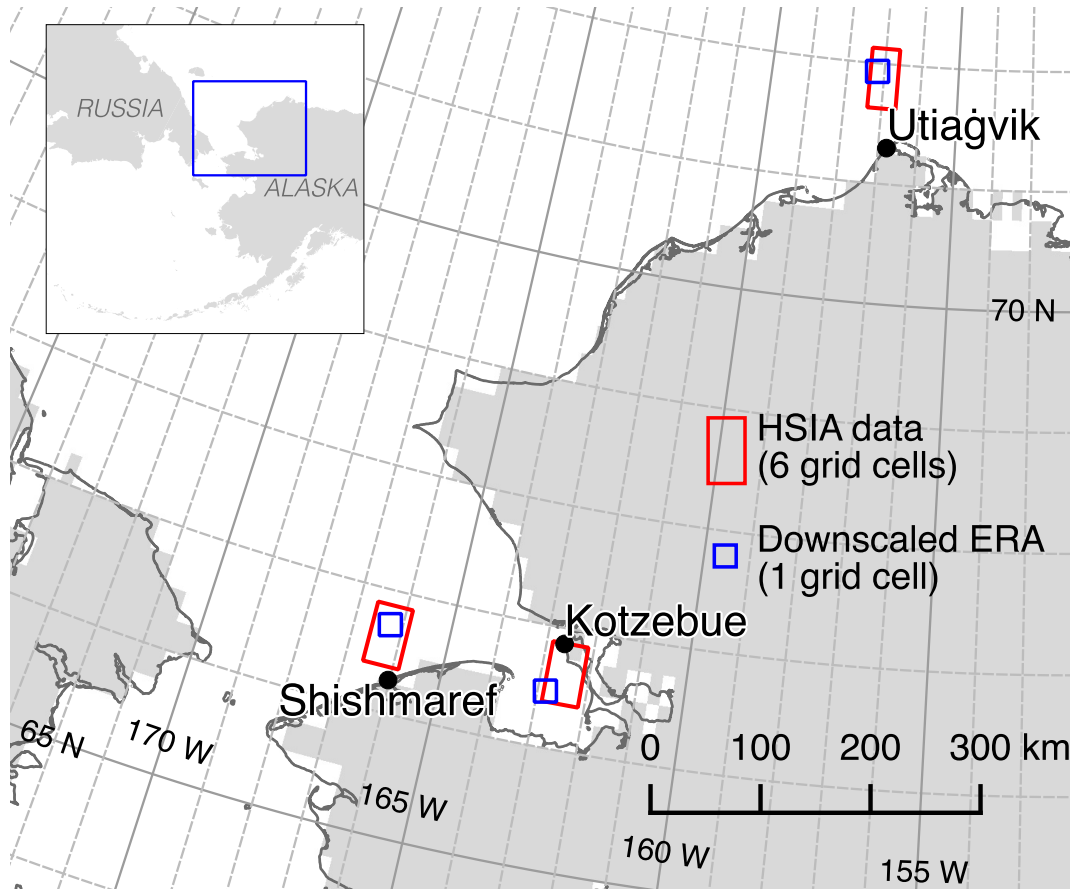 RUSSIA
ALASKA
Utiaġvik
70 N
HSIA data
(6 grid cells)
Downscaled ERA
(1 grid cell)
Kotzebue
Shishmaref
65 N
170 W
165 W
0 100 200 300 km
160 W
155 W